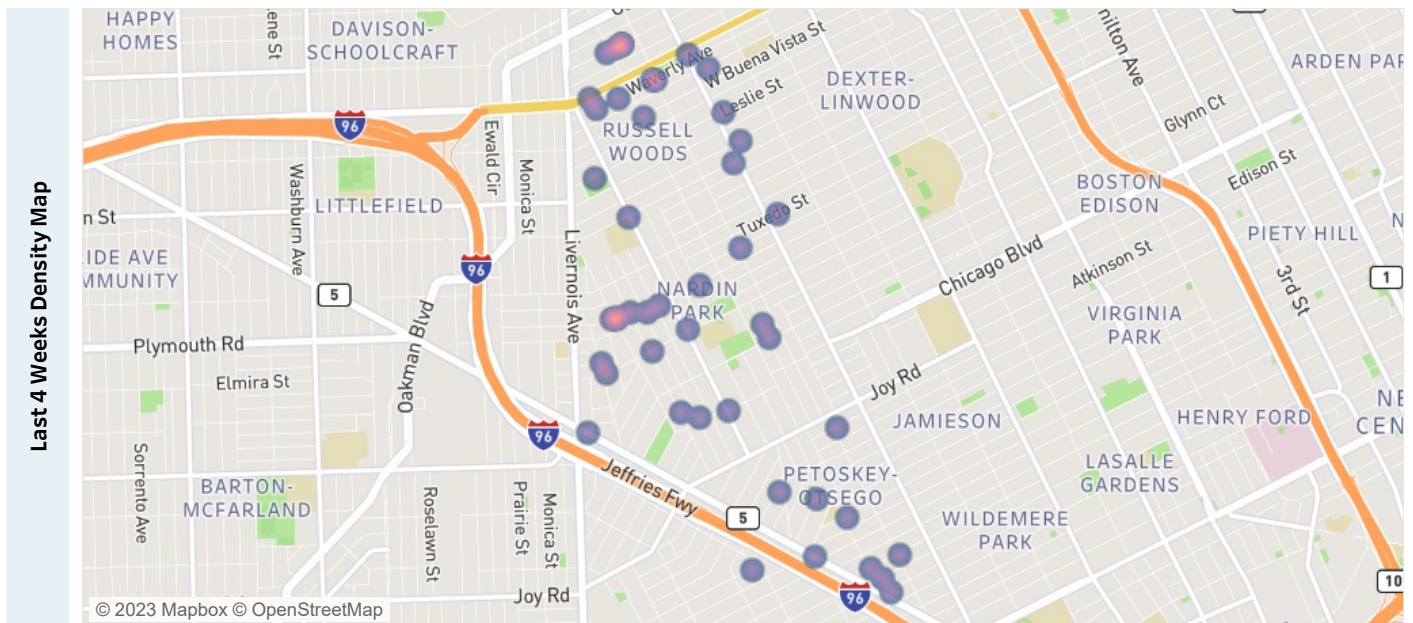 Last 4 Weeks Density Map
HAPPY
HOMES
DAVISON-
SCHOOLCRAFT
Waverly Ave
W Buena Vista St
Leslie St
DEXTER-
LINWOOD
ARDEN
Glynn Ct
Edison St
96
RUSSELL
WOODS
Ewald Cir
Monica St
Washburn Ave
LITTLEFIELD
BOSTON
EDISON
n St
Tuxedo St
PIETY HILL
Livernois Ave
96
Chicago Blvd
Atkinson St
1
3rd St
5
NARDIN
PARK
VIRGINIA
PARK
Plymouth Rd
Oakman Blvd
Elmira St
Joy Rd
JAMIESON
HENRY FORD
96
Jeffries Fwy
PETOSKEY-
OTSEGO
LASALLE
GARDENS
Sorrento Ave
BARTON-
MCFARLAND
Roselawn St
Prairie St
Monica St
5
WILDEMERE
PARK
Joy Rd
96
10
© 2023 Mapbox © OpenStreetMap